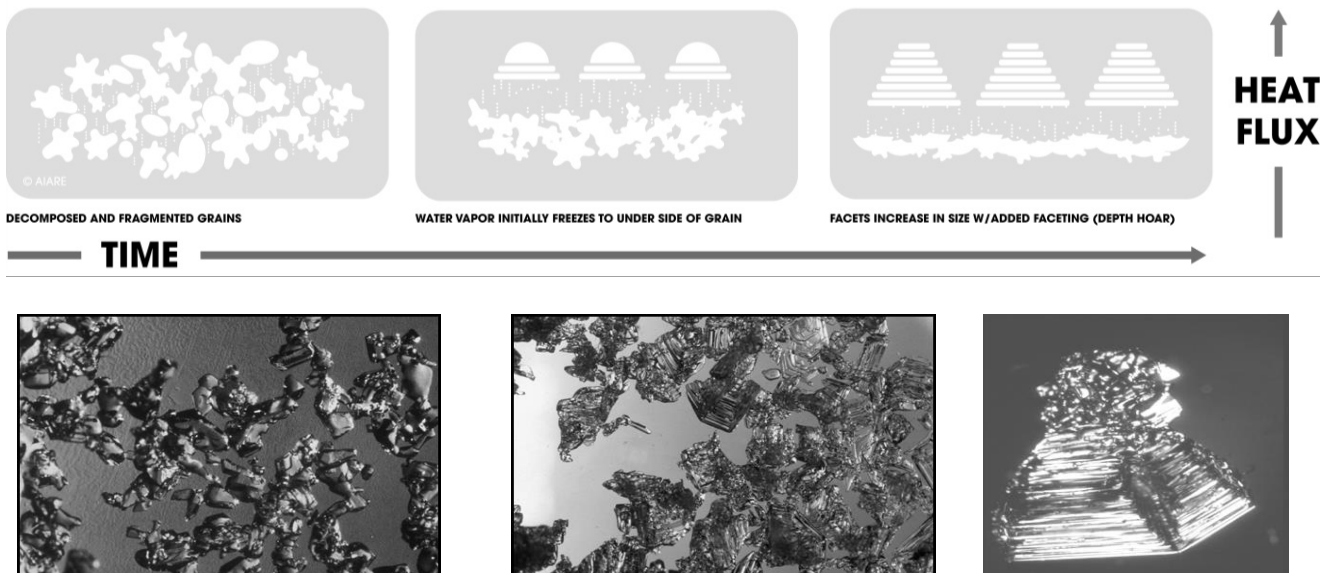 HEAT
FLUX
© AIARE
DECOMPOSED AND FRAGMENTED GRAINS
WATER VAPOR INITIALLY FREEZES TO UNDER SIDE OF GRAIN
FACETS INCREASE IN SIZE W/ADDED FACETING (DEPTH HOAR)
TIME